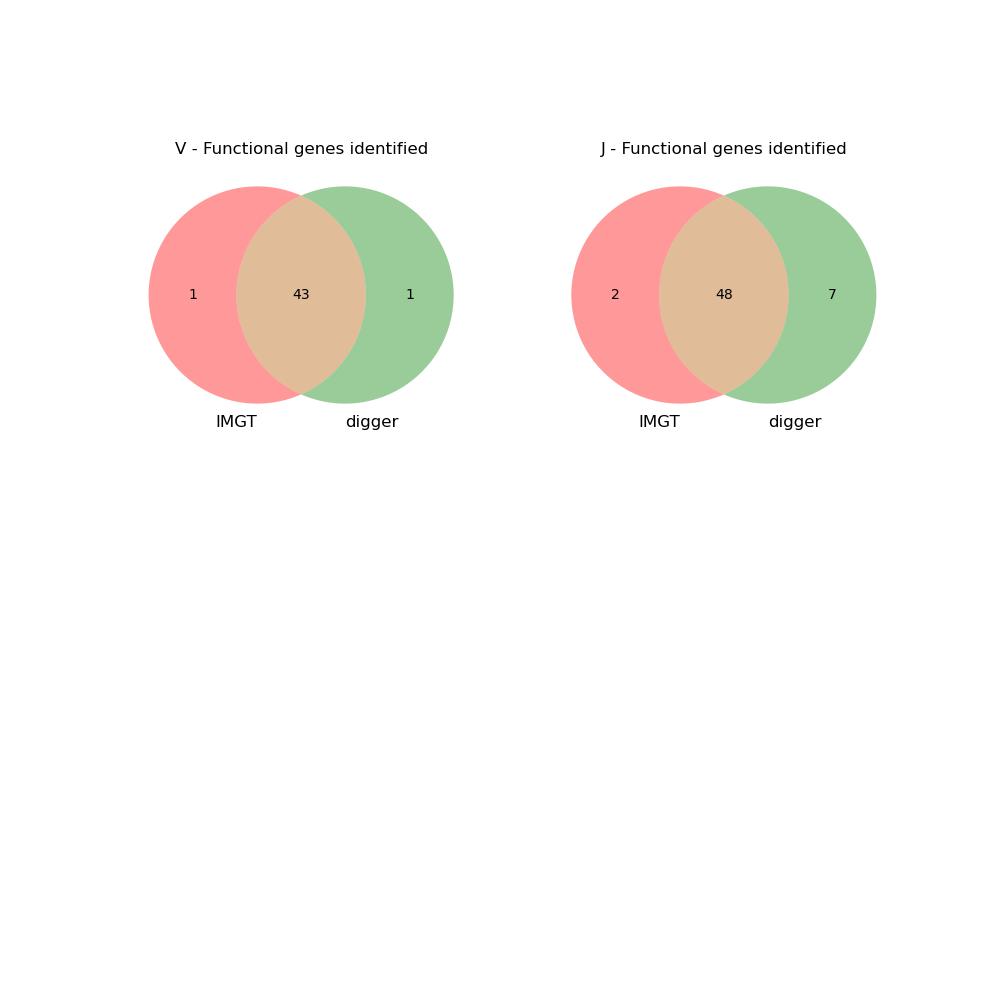 V - Functional genes identified
1
43
1
IMGT
digger
J - Functional genes identified
2
48
7
IMGT
digger